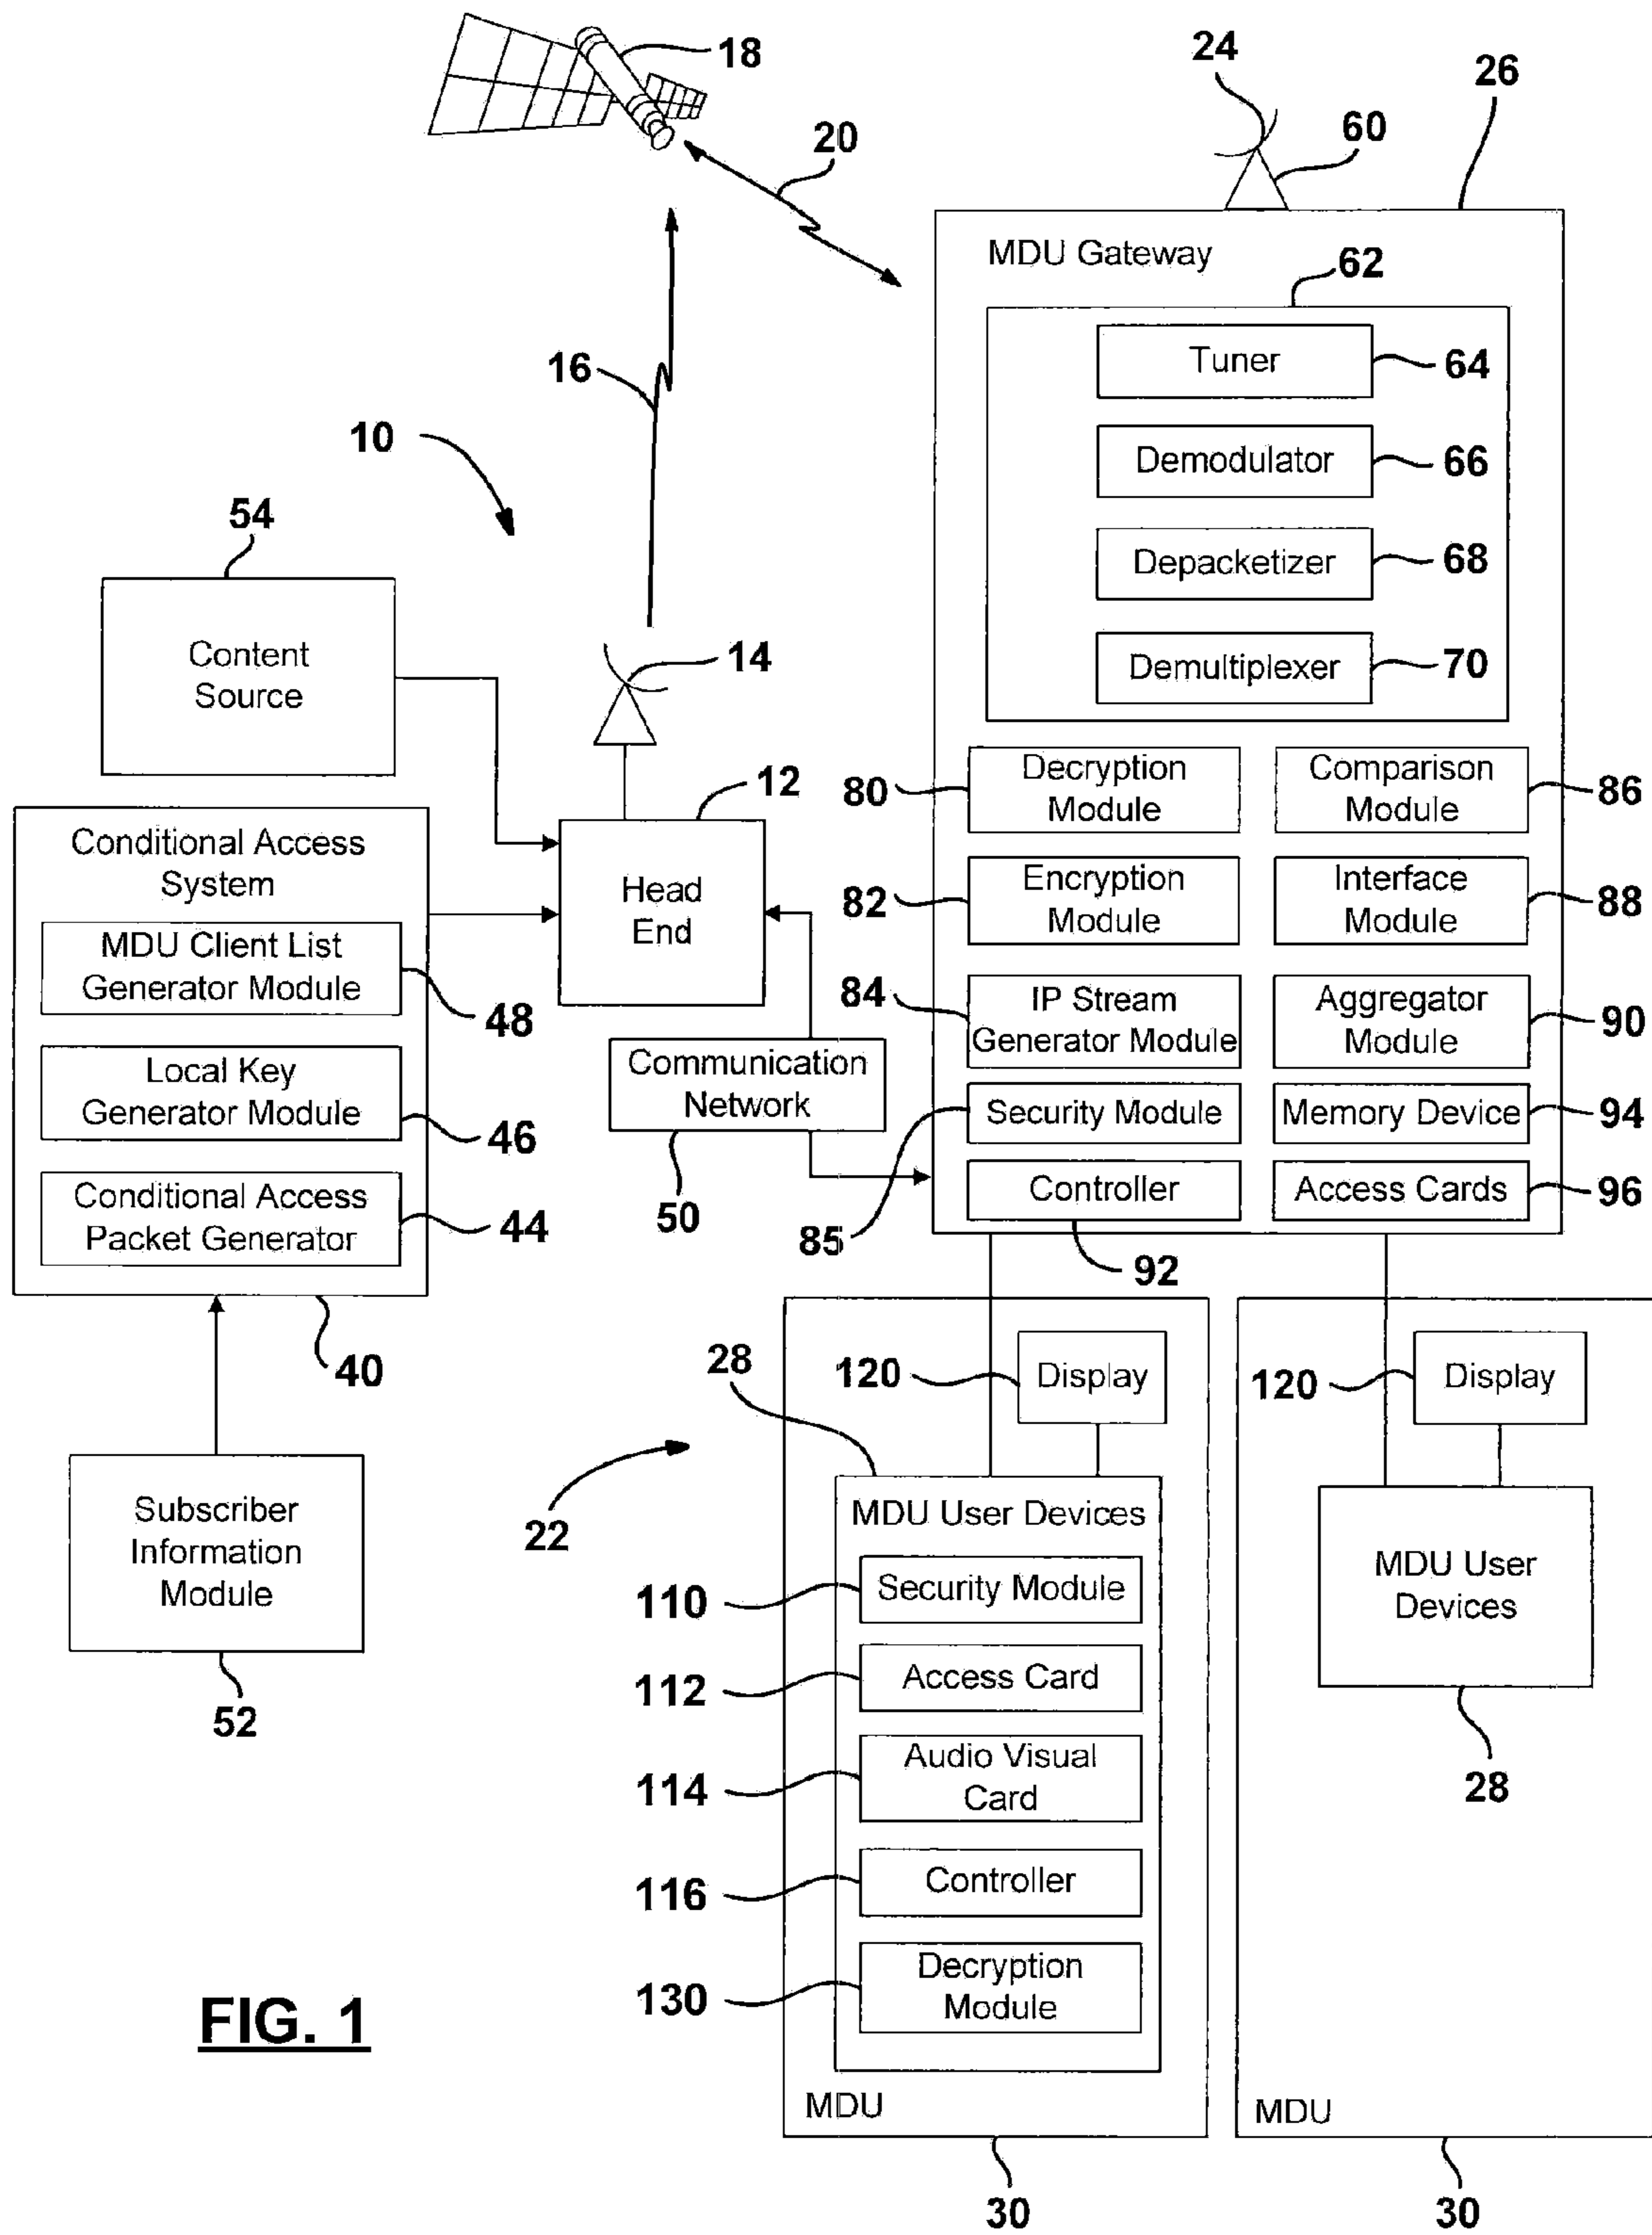 18
24
26
60
20
MDU Gateway
62
Tuner
64
16
10
Demodulator
66
54
Depacketizer
68
Content
Source
14
Demultiplexer
70
12
80
Decryption
Module
Comparison
Module
86
Conditional Access
System
Head
End
82
Encryption
Module
Interface
Module
88
MDU Client List
Generator Module
48
84
IP Stream
Generator Module
Aggregator
Module
90
Local Key
Generator Module
46
Communication
Network
Security Module
Memory Device
94
Conditional Access
Packet Generator
44
50
85
Controller
Access Cards
96
92
40
28
120
Display
120
Display
Subscriber
Information
Module
22
MDU User Devices
MDU User
Devices
110
Security Module
52
112
Access Card
28
114
Audio Visual
Card
116
Controller
130
Decryption
Module
FIG. 1
MDU
MDU
30
30